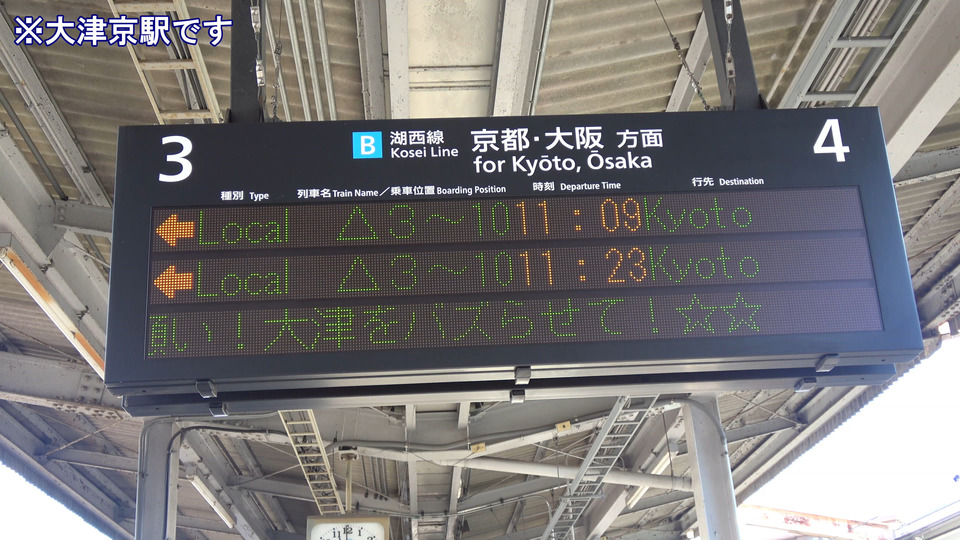 ※大津京駅です
3
B 湖西線 京都・大阪 方面
Kosei Line for Kyōto, Ōsaka
4
種別 Type 列車名 Train Name／乗車位置 Boarding Position 時刻 Departure Time 行先 Destination
←Local △3～10 11:09 Kyoto
←Local △3～10 11:23 Kyoto
願い！大津をバズらせて！☆☆